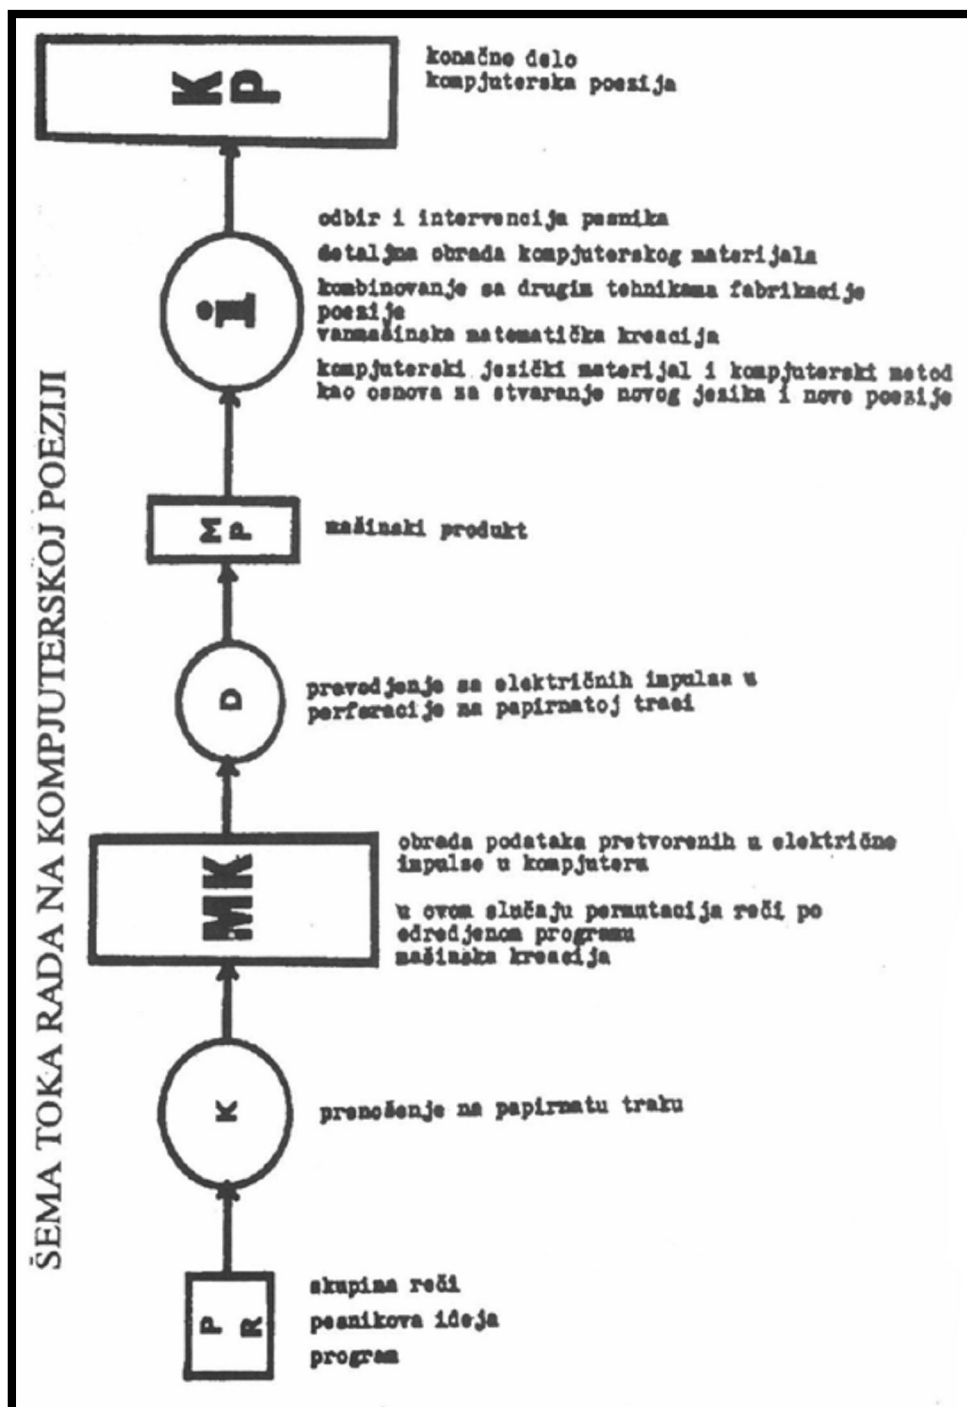 ŠEMA TOKA RADA NA KOMPJUTERSKOJ POEZIJI
K
P
konačno delo
kompjuterska poezija
i
odbir i intervencija pesnika
detaljna obrada kompjuterskog materijala
kombinovanje sa drugim tehnikama fabrikacije
poezije
vanmašinska matematička kreacija
kompjuterski jezički materijal i kompjuterski metod
kao osnova za stvaranje novog jezika i nove poezije
M
P
mašinski produkt
D
prevodjenje sa električnih impulsa u
perforacije na papirnatoj traci
MK
obrada podataka pretvorenih u električne
impulse u kompjuteru
u ovom slučaju permutacija reči po
odredjenom programu
mašinska kreacija
K
prenošenje na papirnatu traku
P
R
skupina reči
pesnikova ideja
program